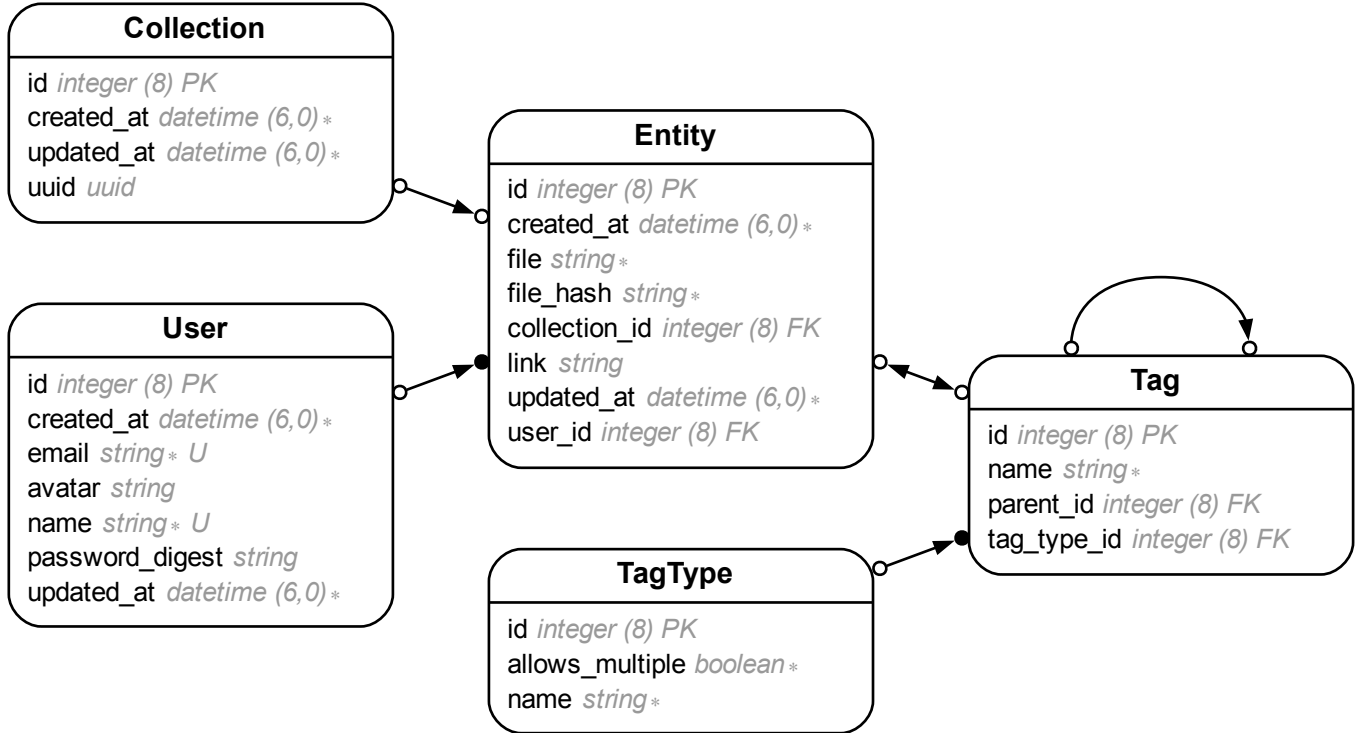 Collection
id integer (8) PK
created_at datetime (6,0) *
updated_at datetime (6,0) *
uuid uuid
User
id integer (8) PK
created_at datetime (6,0) *
email string * U
avatar string
name string * U
password_digest string
updated_at datetime (6,0) *
Entity
id integer (8) PK
created_at datetime (6,0) *
file string *
file_hash string *
collection_id integer (8) FK
link string
updated_at datetime (6,0) *
user_id integer (8) FK
TagType
id integer (8) PK
allows_multiple boolean *
name string *
Tag
id integer (8) PK
name string *
parent_id integer (8) FK
tag_type_id integer (8) FK